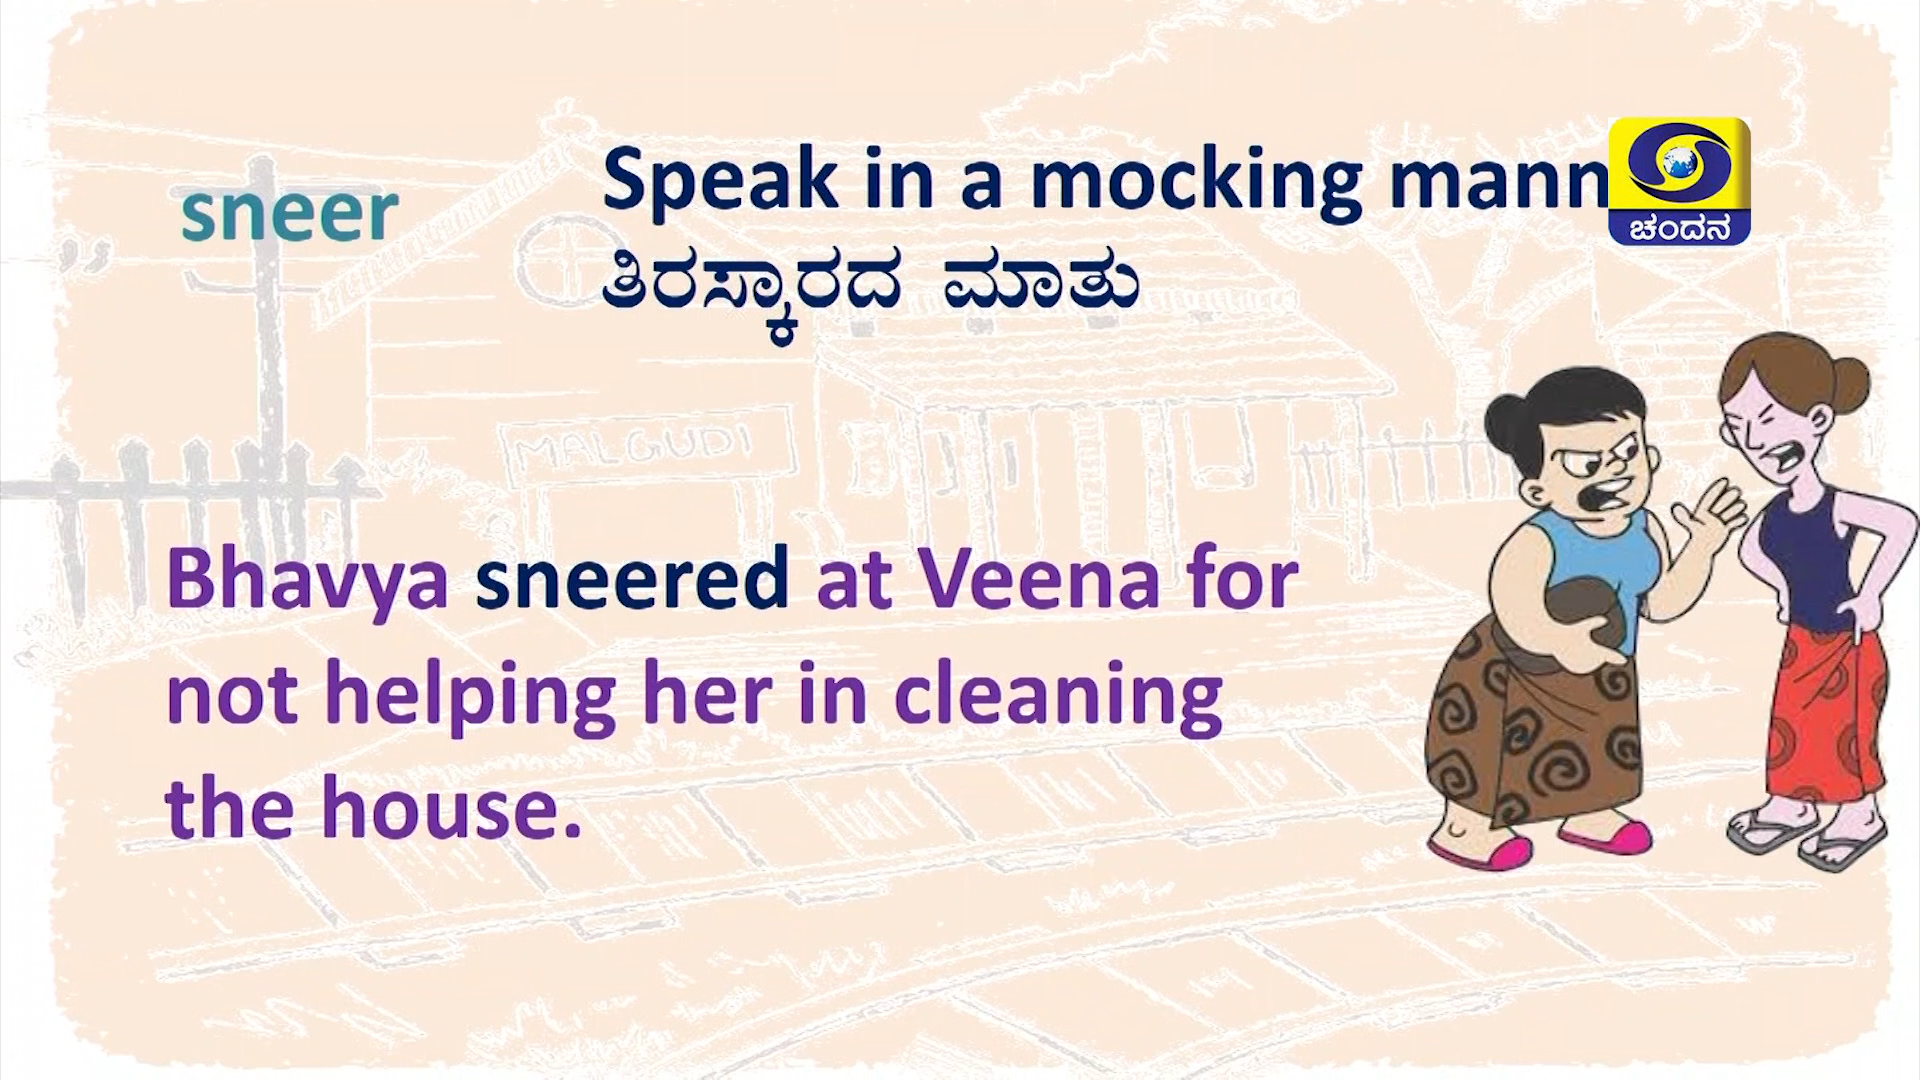 sneer
Speak in a mocking mann
ತಿರಸ್ಕಾರದ ಮಾತು
ಚಂದನ
MALGUDI
Bhavya sneered at Veena for
not helping her in cleaning
the house.